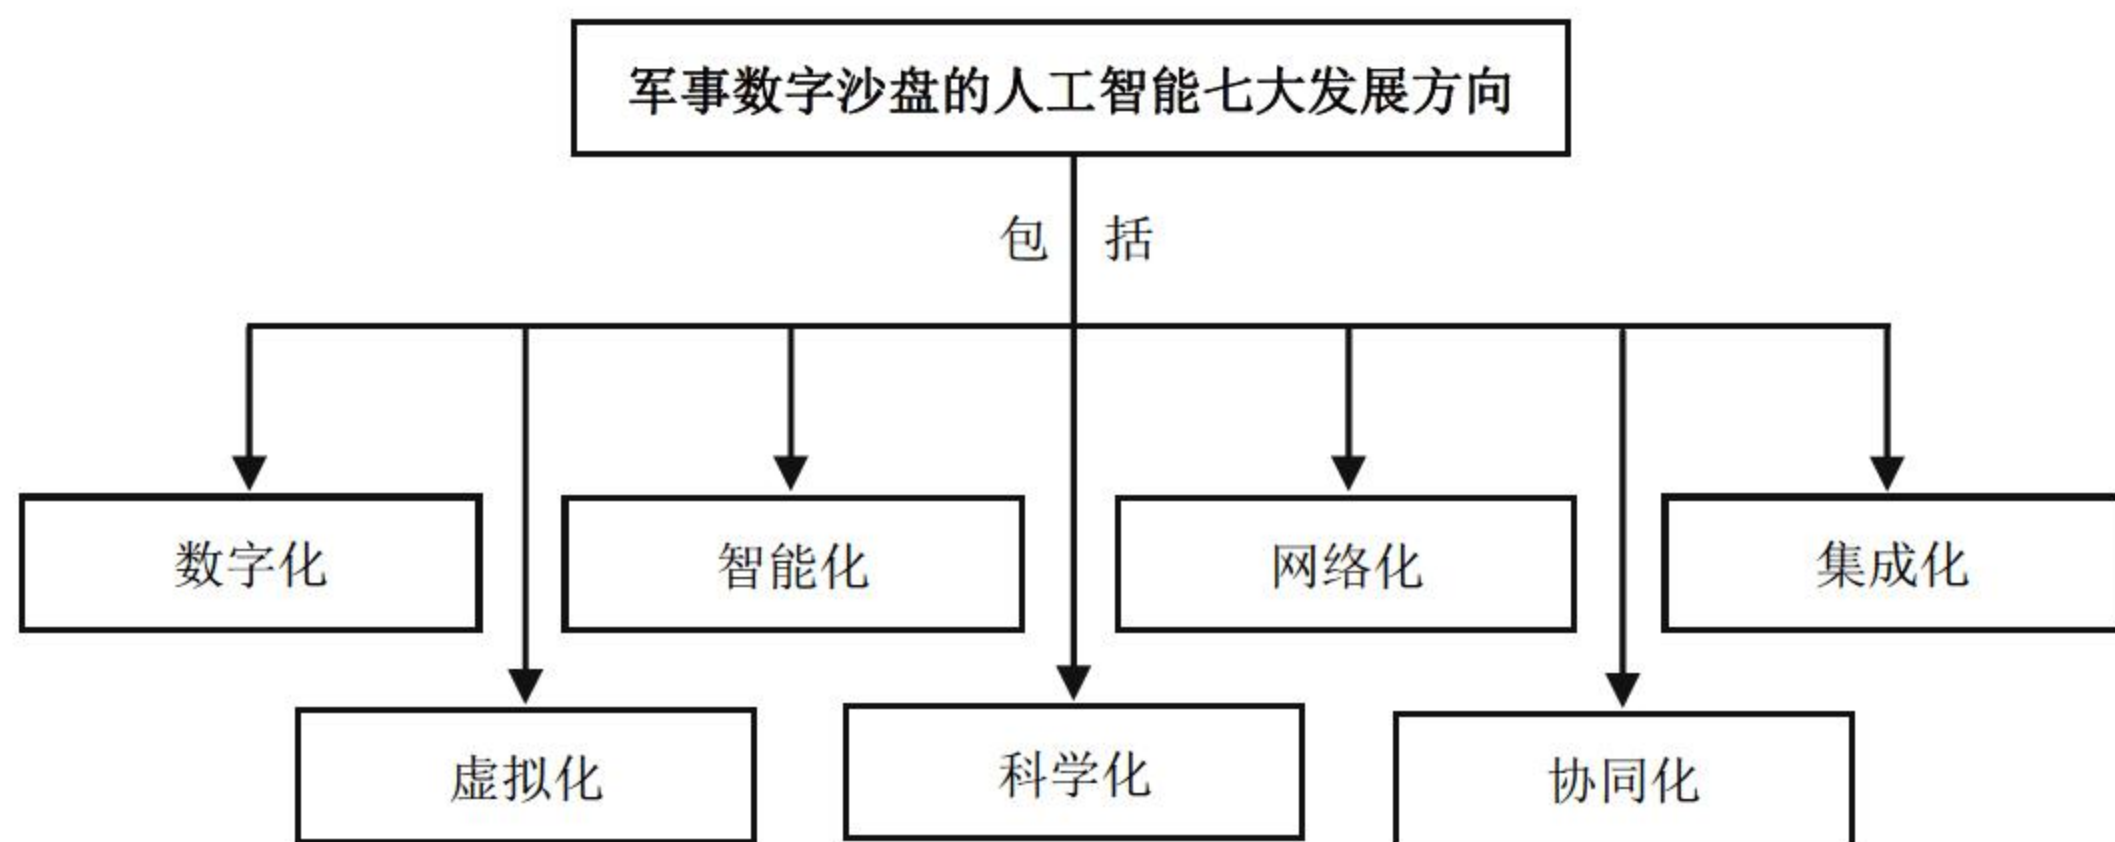 军事数字沙盘的人工智能七大发展方向
包括
数字化
智能化
网络化
集成化
虚拟化
科学化
协同化